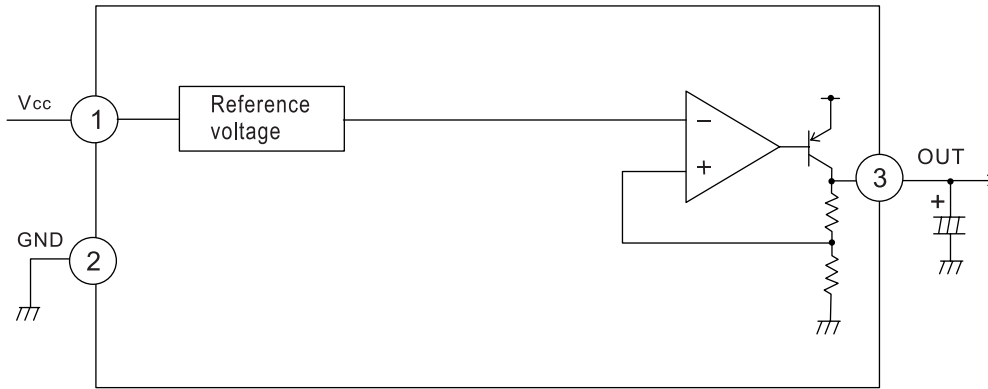 Vcc
1
Reference
voltage
−
+
3
OUT
+
GND
2